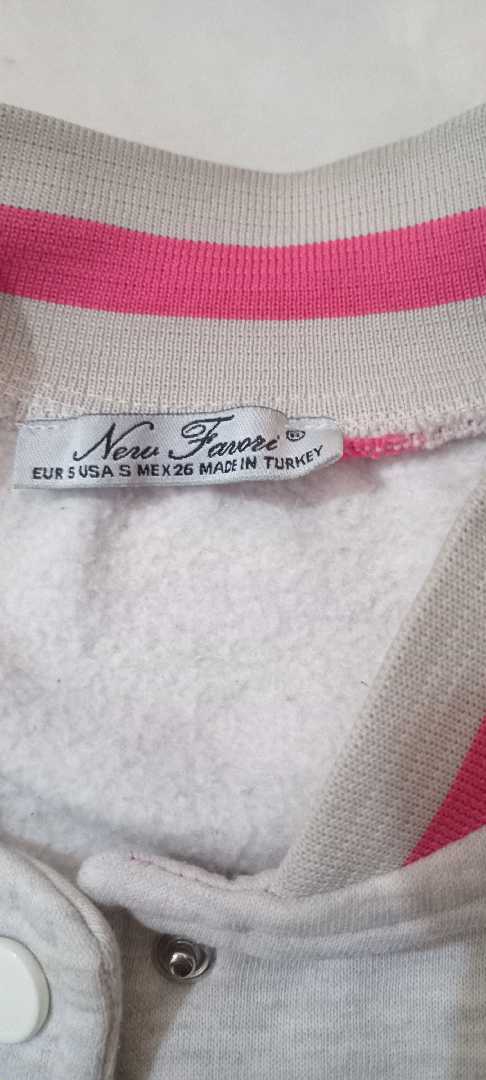 New Favori ®
EUR S USA S MEX 26 MADE IN TURKEY